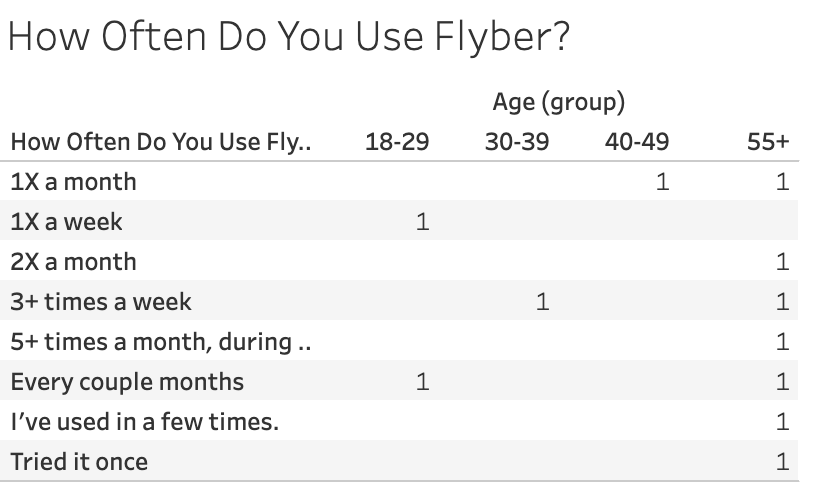 How Often Do You Use Flyber?
Age (group)
How Often Do You Use Fly.. 18-29 30-39 40-49 55+
1X a month 1 1
1X a week 1
2X a month 1
3+ times a week 1 1
5+ times a month, during .. 1
Every couple months 1 1
I’ve used in a few times. 1
Tried it once 1